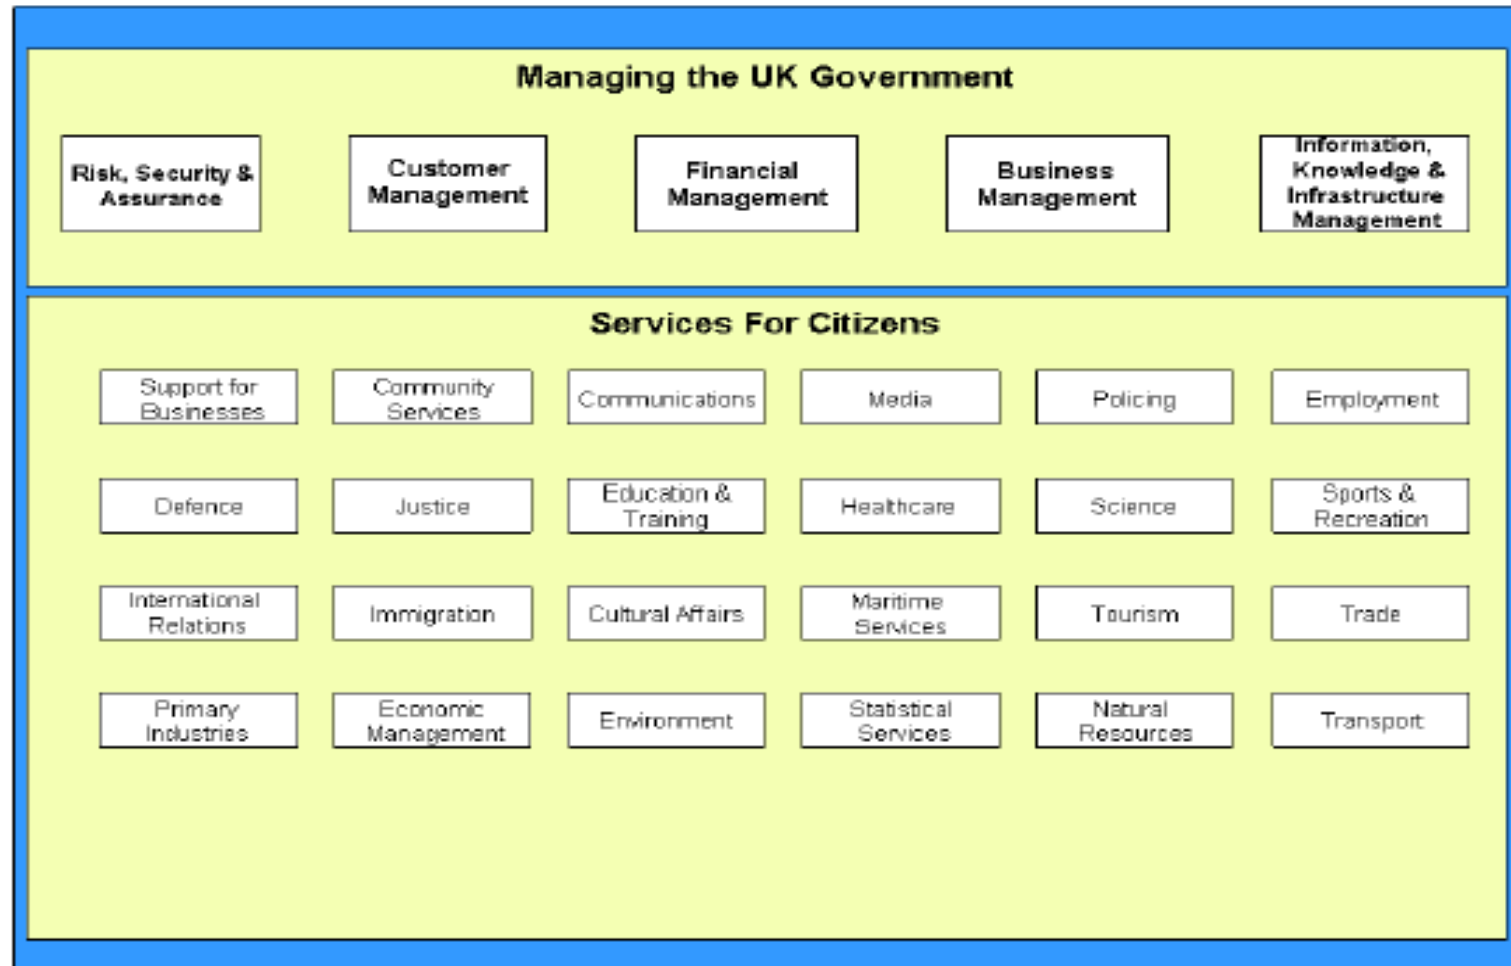 Managing the UK Government
Risk, Security &
Assurance
Customer
Management
Financial
Management
Business
Management
Information,
Knowledge &
Infrastructure
Management
Services For Citizens
Support for
Businesses
Community
Services
Communications
Media
Policing
Employment
Defence
Justice
Education &
Training
Healthcare
Science
Sports &
Recreation
International
Relations
Immigration
Cultural Affairs
Maritime
Services
Tourism
Trade
Primary
Industries
Economic
Management
Environment
Statistical
Services
Natural
Resources
Transport